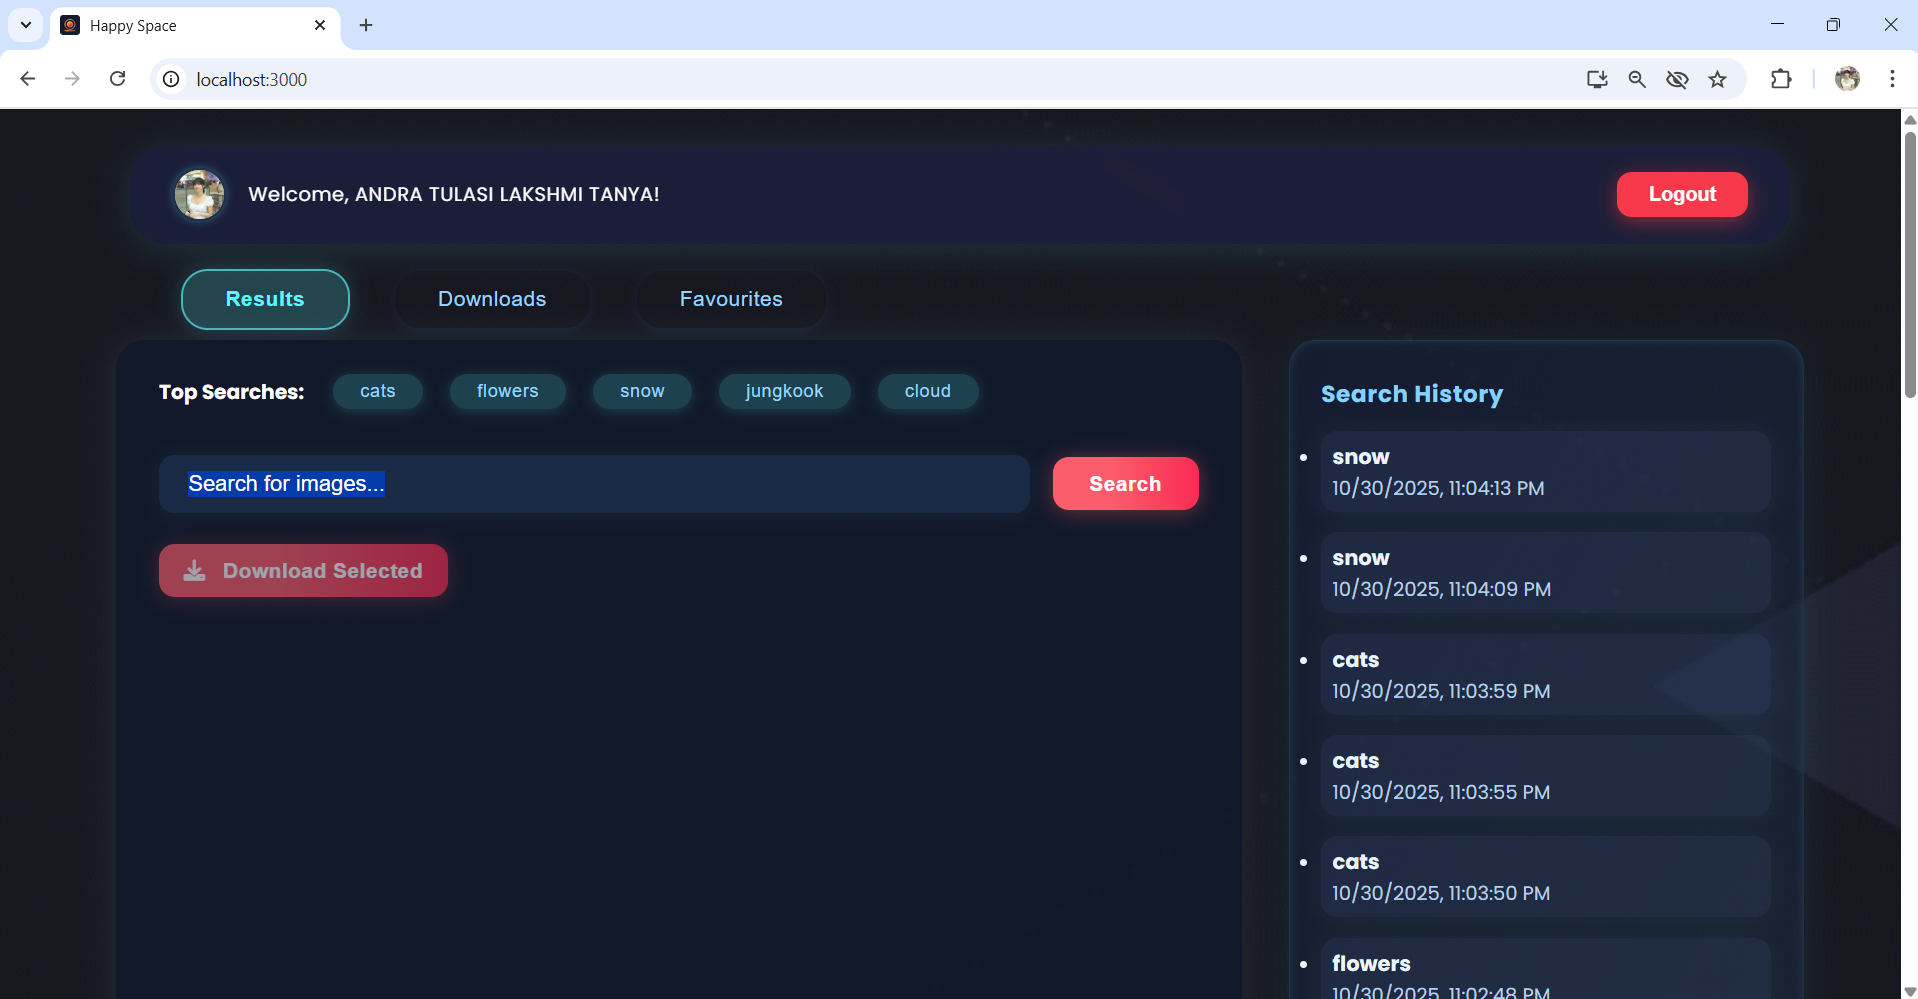 Happy Space
localhost:3000
Welcome, ANDRA TULASI LAKSHMI TANYA!
Logout
Results
Downloads
Favourites
Top Searches:
cats
flowers
snow
jungkook
cloud
Search for images...
Search
Download Selected
Search History
snow
10/30/2025, 11:04:13 PM
snow
10/30/2025, 11:04:09 PM
cats
10/30/2025, 11:03:59 PM
cats
10/30/2025, 11:03:55 PM
cats
10/30/2025, 11:03:50 PM
flowers
10/30/2025, 11:02:48 PM